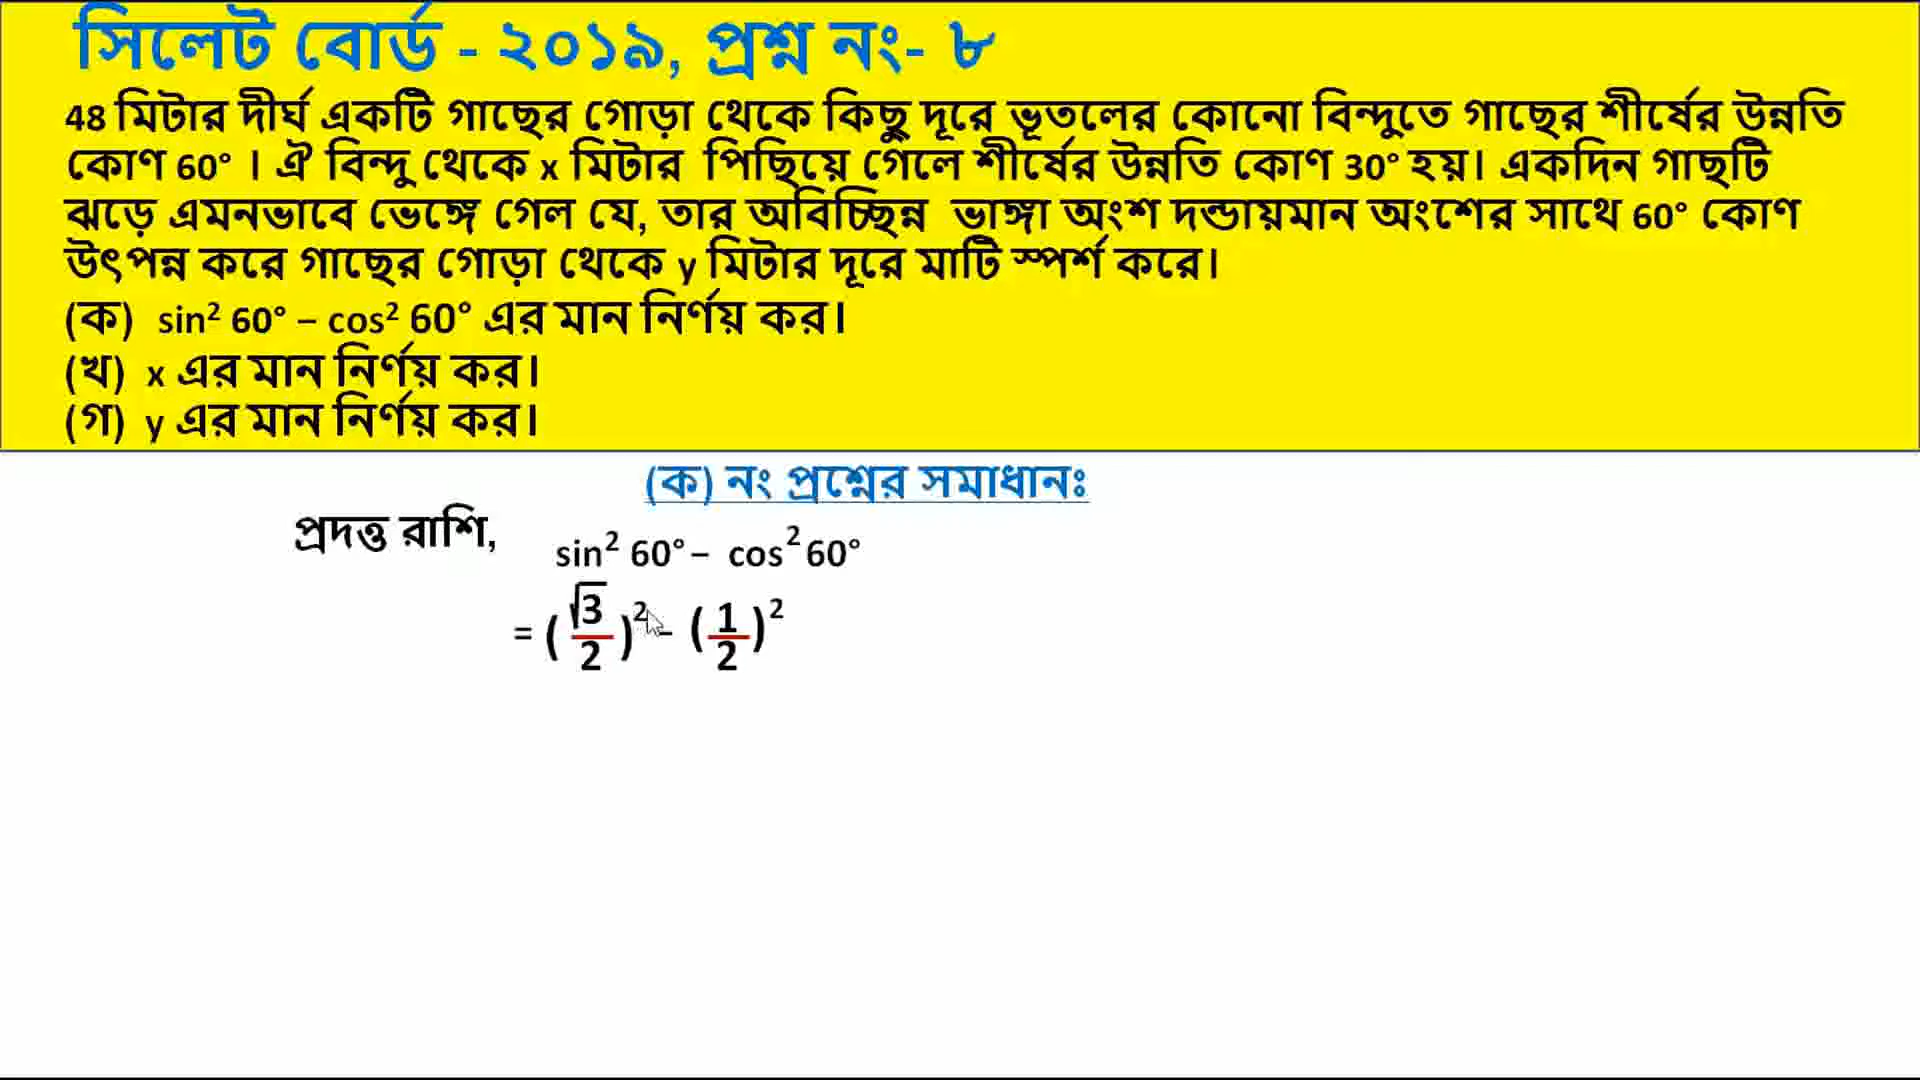 সিলেট বোর্ড - ২০১৯, প্রশ্ন নং- ৮
48 মিটার দীর্ঘ একটি গাছের গোড়া থেকে কিছু দূরে ভূতলের কোনো বিন্দুতে গাছের শীর্ষের উন্নতি
কোণ 60° । ঐ বিন্দু থেকে x মিটার পিছিয়ে গেলে শীর্ষের উন্নতি কোণ 30° হয়। একদিন গাছটি
ঝড়ে এমনভাবে ভেঙ্গে গেল যে, তার অবিচ্ছিন্ন ভাঙ্গা অংশ দন্ডায়মান অংশের সাথে 60° কোণ
উৎপন্ন করে গাছের গোড়া থেকে y মিটার দূরে মাটি স্পর্শ করে।
(ক) sin² 60° – cos² 60° এর মান নির্ণয় কর।
(খ) x এর মান নির্ণয় কর।
(গ) y এর মান নির্ণয় কর।
(ক) নং প্রশ্নের সমাধানঃ
প্রদত্ত রাশি, sin² 60° – cos² 60°
= (√3/2)² – (1/2)²